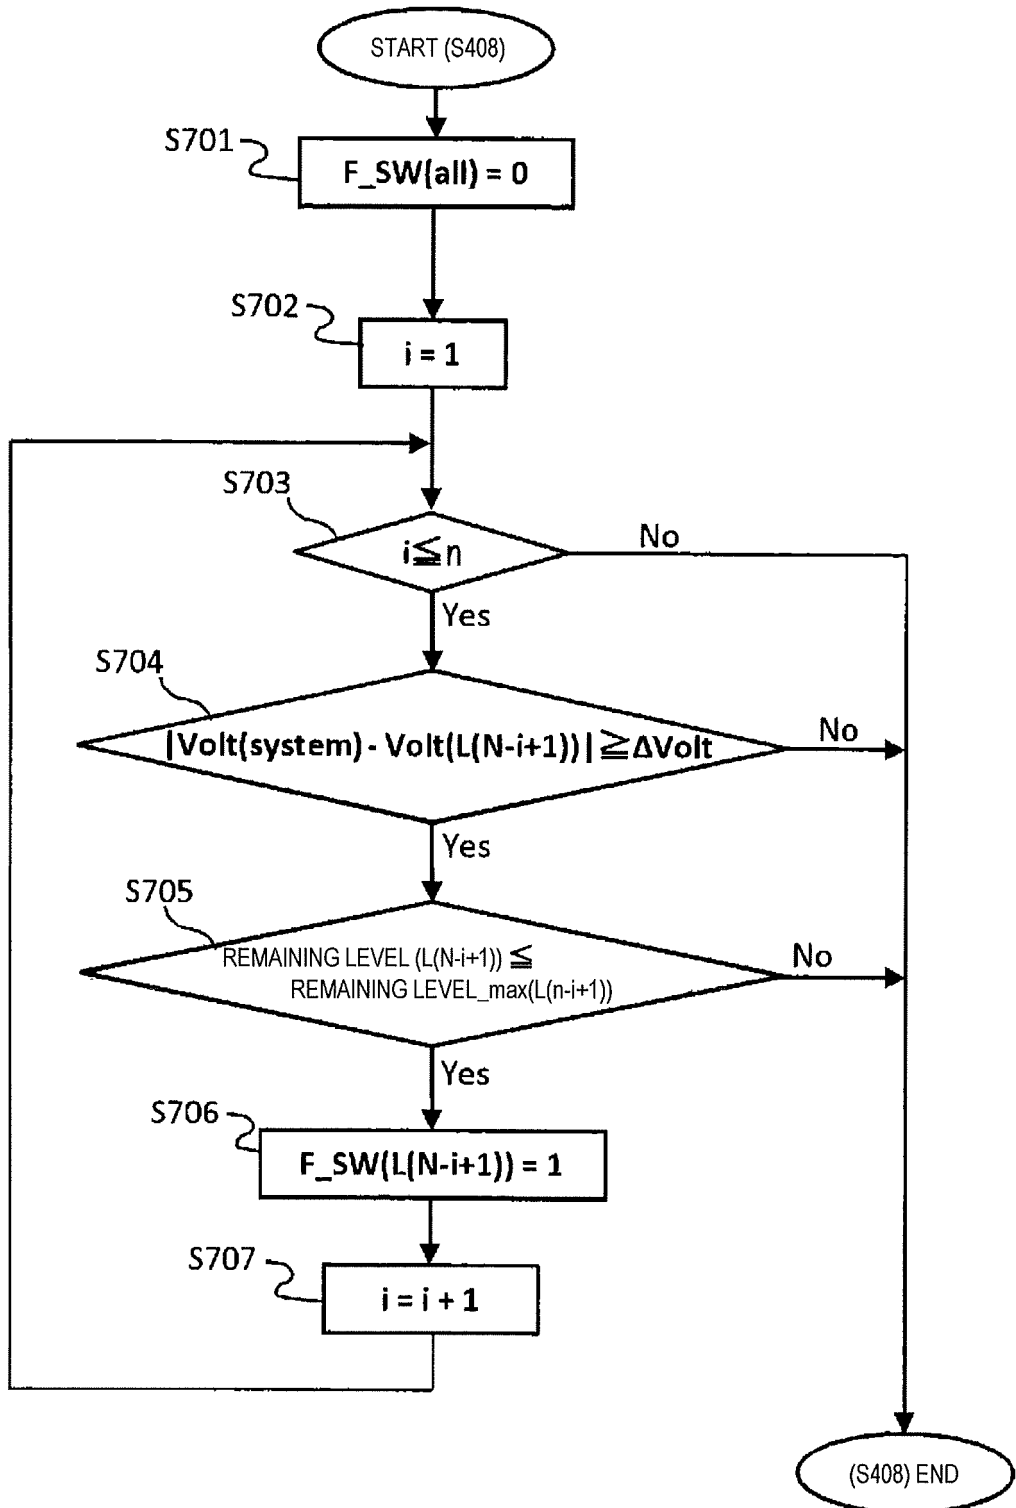 START (S408)
S701
F_SW(all) = 0
S702
i = 1
S703
i≦n
No
Yes
S704
|Volt(system) - Volt(L(N-i+1))|≧ΔVolt
No
Yes
S705
REMAINING LEVEL (L(N-i+1)) ≦
REMAINING LEVEL_max(L(n-i+1))
No
Yes
S706
F_SW(L(N-i+1)) = 1
S707
i = i + 1
(S408) END